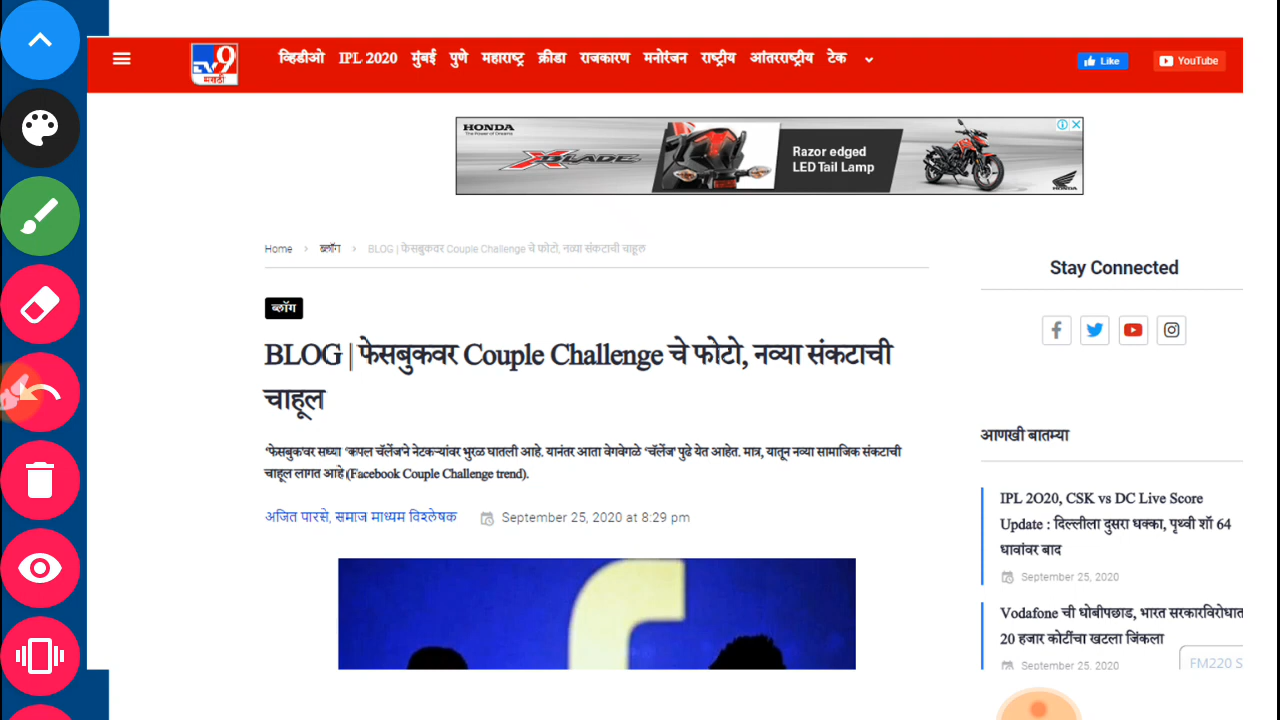 TV9
मराठी
व्हिडीओ IPL 2020 मुंबई पुणे महाराष्ट्र क्रीडा राजकारण मनोरंजन राष्ट्रीय आंतरराष्ट्रीय टेक
Like
YouTube
HONDA
The Power of Dreams
X BLADE
Razor edged
LED Tail Lamp
HONDA
Home › ब्लॉग › BLOG | फेसबुकवर Couple Challenge चे फोटो, नव्या संकटाची चाहूल
ब्लॉग
BLOG | फेसबुकवर Couple Challenge चे फोटो, नव्या संकटाची
चाहूल
'फेसबुक'वर सध्या 'कपल चॅलेंज'ने नेटकऱ्यांवर भुरळ घातली आहे. यानंतर आता वेगवेगळे 'चॅलेंज' पुढे येत आहेत. मात्र, यातून नव्या सामाजिक संकटाची
चाहूल लागत आहे (Facebook Couple Challenge trend).
अजित पारसे, समाज माध्यम विश्लेषक September 25, 2020 at 8:29 pm
Stay Connected
आणखी बातम्या
IPL 2O20, CSK vs DC Live Score
Update : दिल्लीला दुसरा धक्का, पृथ्वी शॉ 64
धावांवर बाद
September 25, 2020
Vodafone ची धोबीपछाड, भारत सरकारविरोधात
20 हजार कोटींचा खटला जिंकला
September 25, 2020
FM220 S